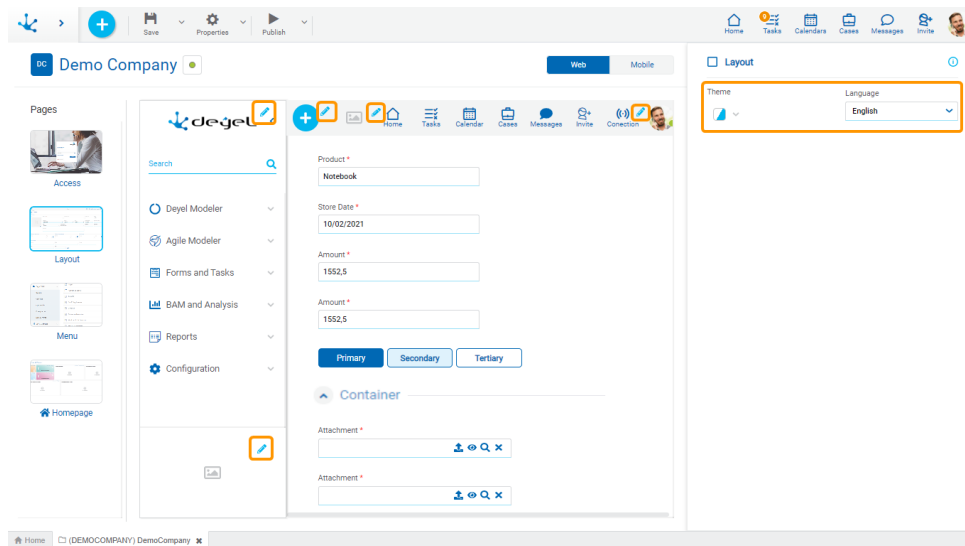 Save
Properties
Publish
Home
6
Tasks
Calendars
Cases
Messages
Invite
DC
Demo Company
Web
Mobile
Layout
Theme
Language
English
Pages
Access
Layout
Menu
Homepage
deyel
Home
Tasks
Calendar
Cases
Messages
Invite
Conection
Search
Deyel Modeler
Agile Modeler
Forms and Tasks
BAM and Analysis
Reports
Configuration
Product *
Notebook
Store Date *
10/02/2021
Amount *
1552,5
Amount *
1552,5
Primary
Secondary
Tertiary
Container
Attachment *
Attachment *
Home
(DEMOCOMPANY) DemoCompany